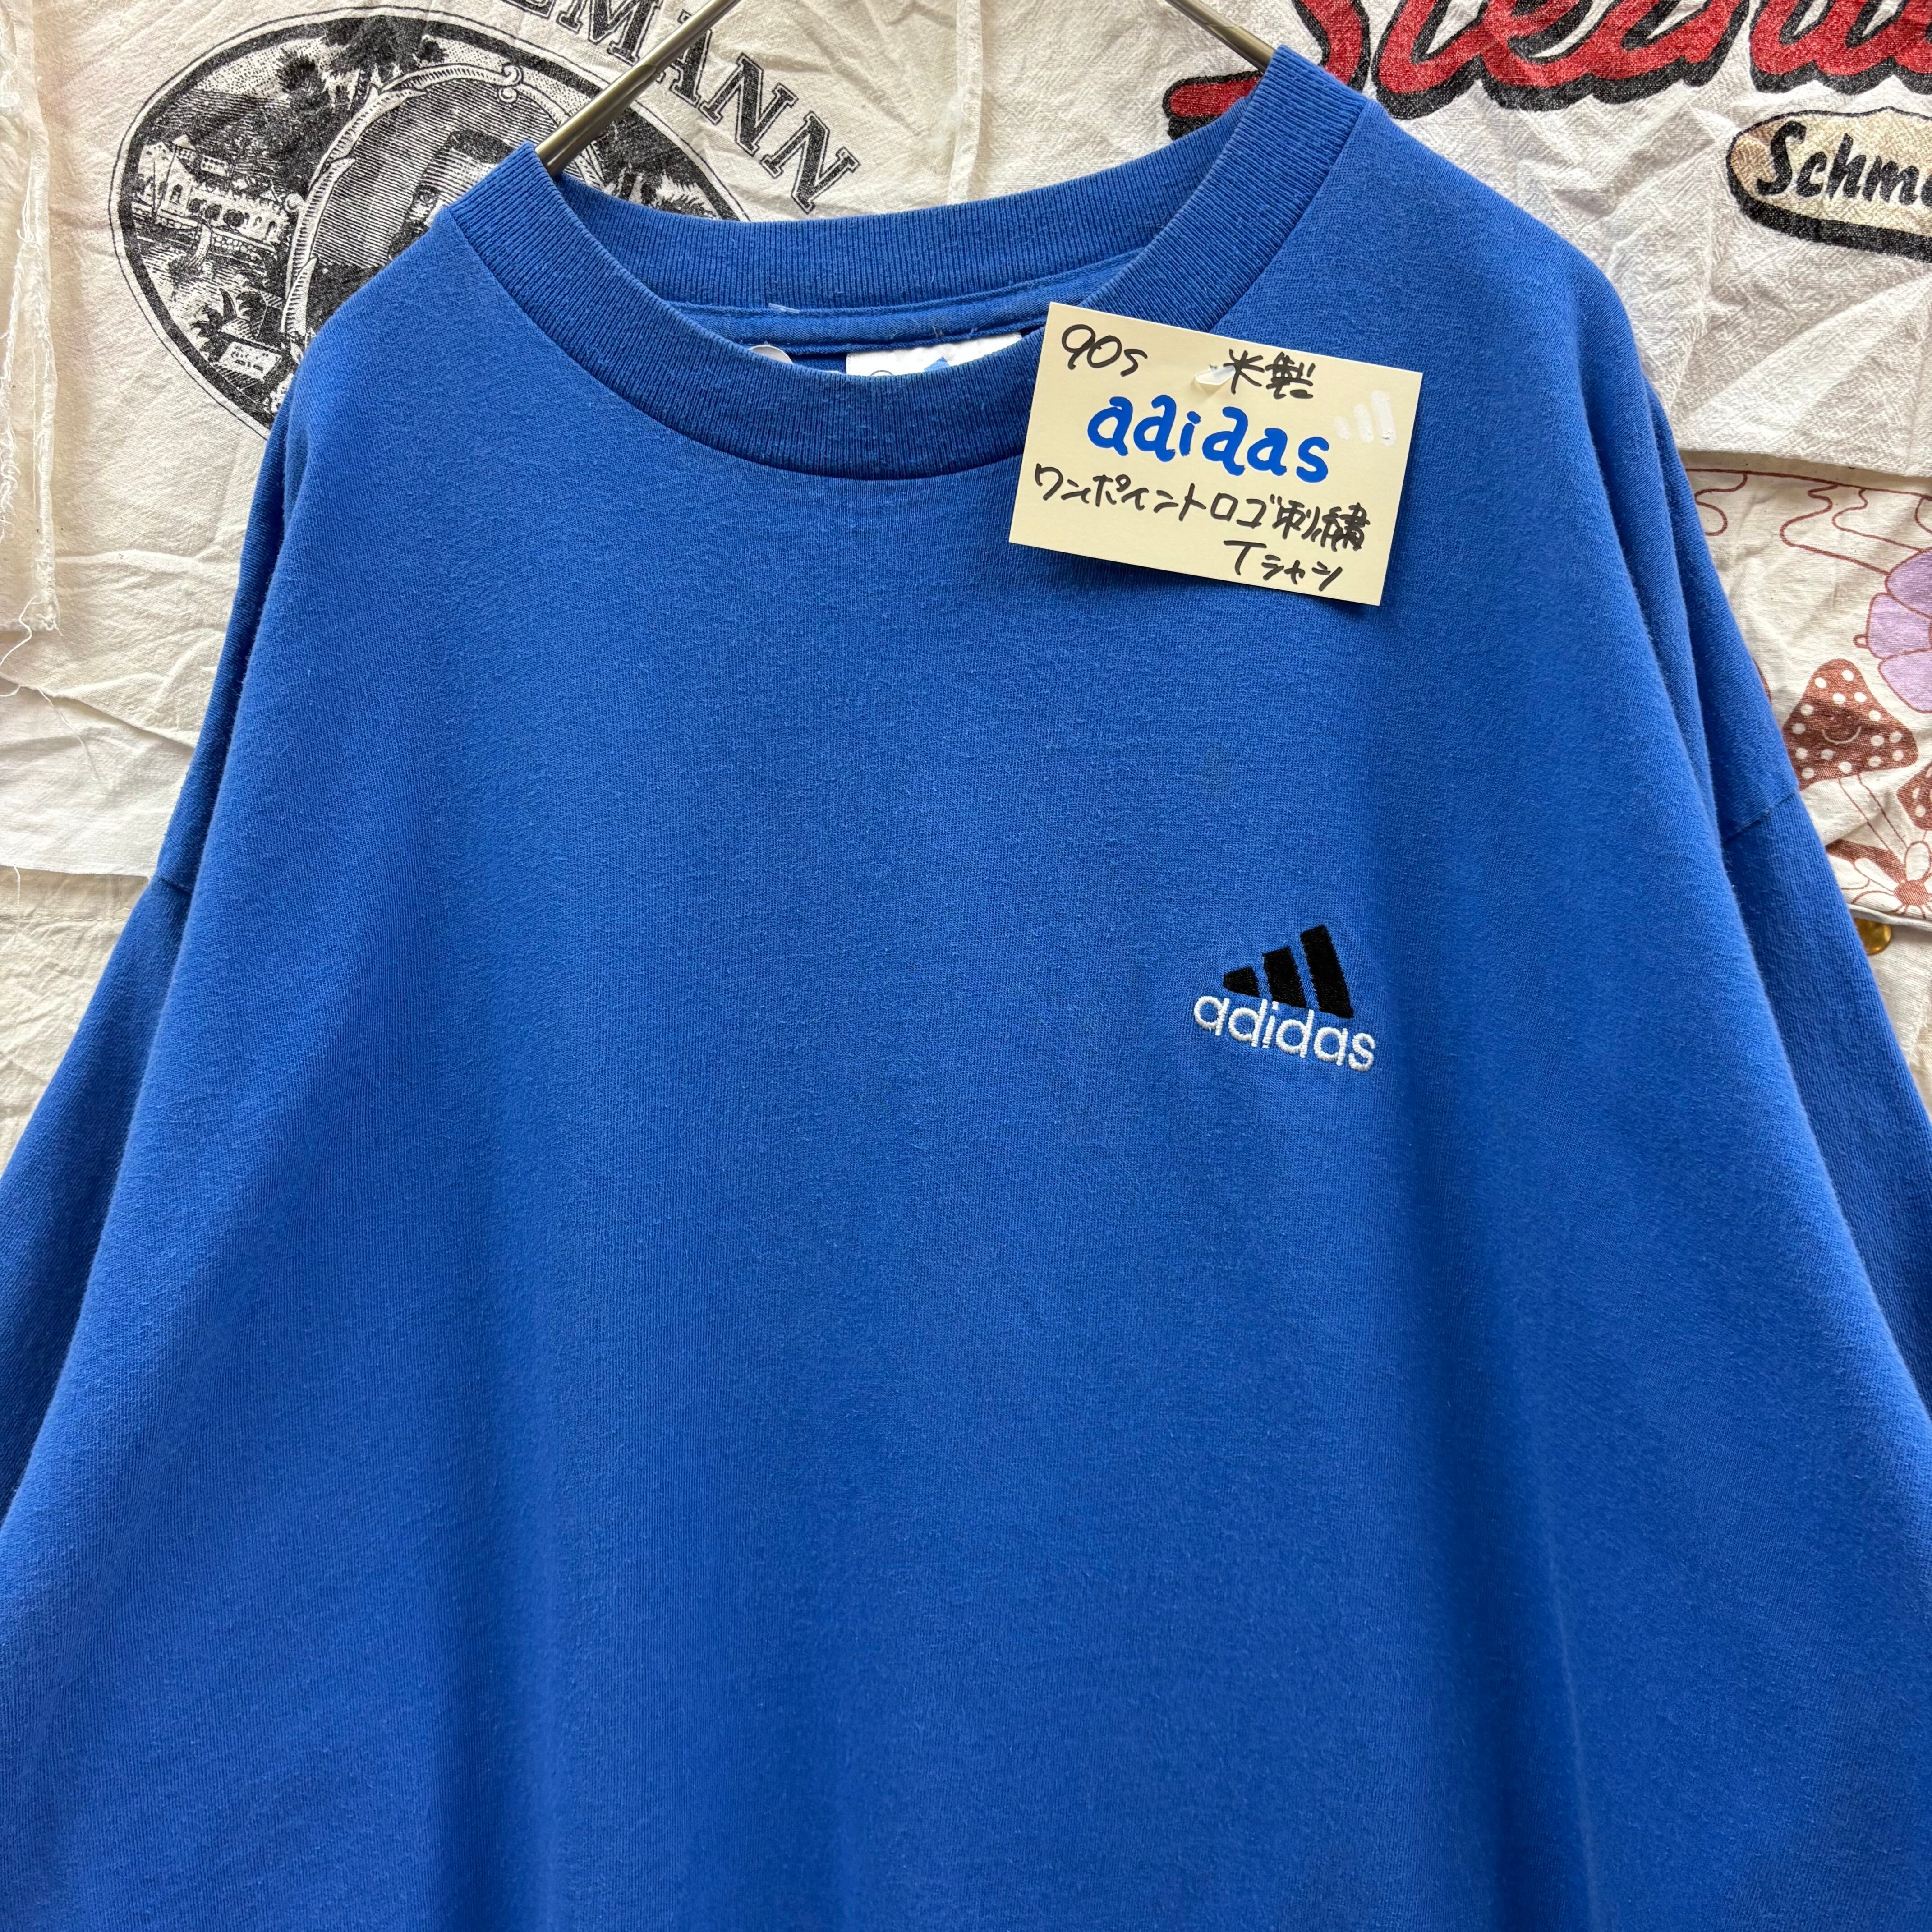 MANN
Schm
90s 米製
adidas
ワンポイントロゴ刺繍
Tシャツ
adidas